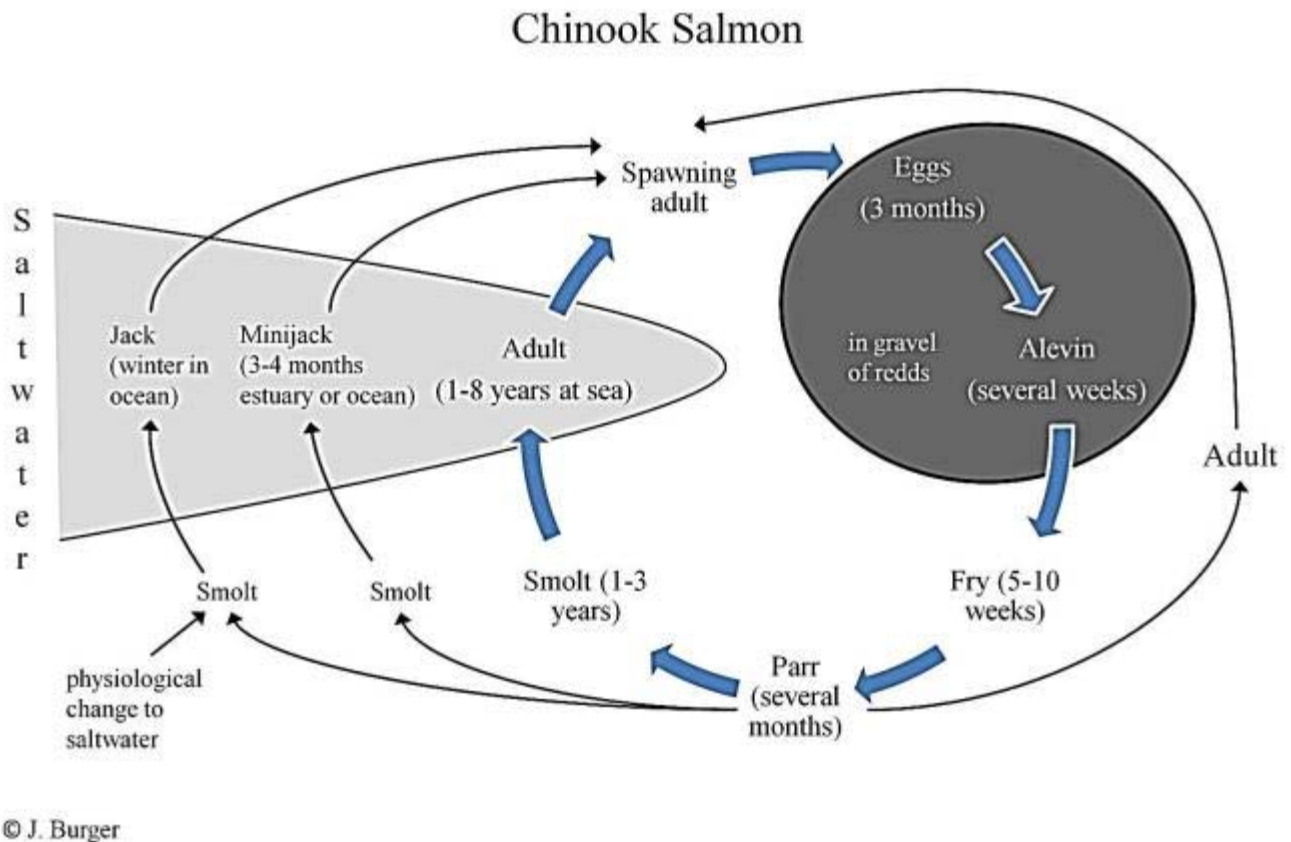 Chinook Salmon
Saltwater
Spawning
adult
Eggs
(3 months)
in gravel
of redds
Alevin
(several weeks)
Jack
(winter in
ocean)
Minijack
(3-4 months
estuary or ocean)
Adult
(1-8 years at sea)
Adult
Smolt
Smolt
Smolt (1-3
years)
Fry (5-10
weeks)
Parr
(several
months)
physiological
change to
saltwater
© J. Burger